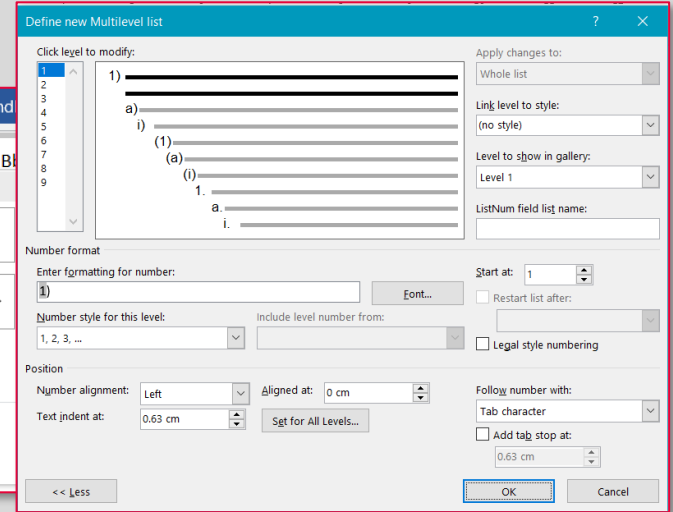 Define new Multilevel list ? ×
Click level to modify:
1
2
3
4
5
6
7
8
9
1)
a)
i)
(1)
(a)
(i)
1.
a.
i.
Apply changes to:
Whole list
Link level to style:
(no style)
Level to show in gallery:
Level 1
ListNum field list name:
Number format
Enter formatting for number:
1)
Font...
Number style for this level:
1, 2, 3, ...
Include level number from:
Start at: 1
Restart list after:
Legal style numbering
Position
Number alignment: Left
Aligned at: 0 cm
Text indent at: 0.63 cm
Set for All Levels...
Follow number with:
Tab character
Add tab stop at:
0.63 cm
<< Less
OK
Cancel
nd